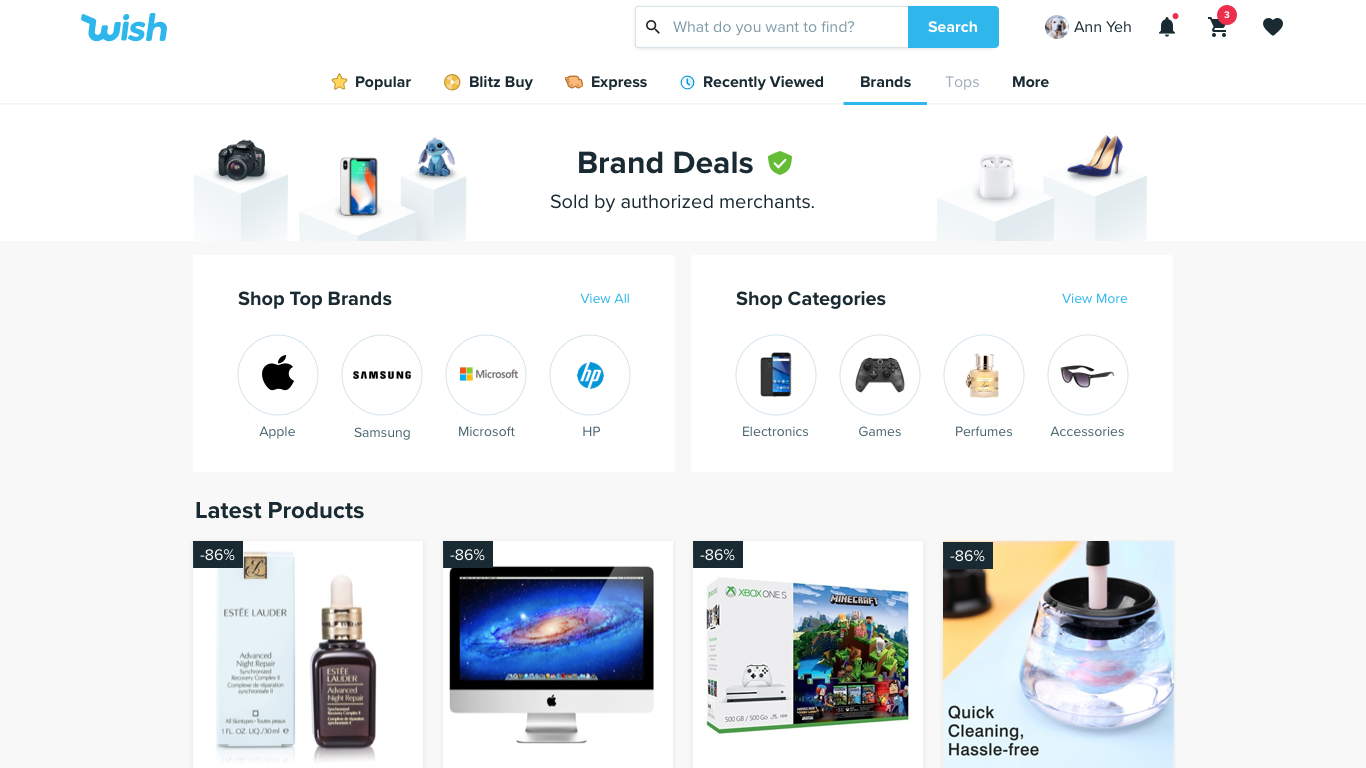 wish
What do you want to find?
Search
Ann Yeh
3
Popular
Blitz Buy
Express
Recently Viewed
Brands
Tops
More
Brand Deals
Sold by authorized merchants.
Shop Top Brands
View All
SAMSUNG
Microsoft
hp
Apple
Samsung
Microsoft
HP
Shop Categories
View More
Electronics
Games
Perfumes
Accessories
Latest Products
-86%
ESTĒE LAUDER
Advanced
Night Repair
Synchronized
Recovery Complex II
Complexe de réparation
synchronisée II
All Skintypes • Toutes peaux
1 FL. OZ. LIQ./30 ml e
ESTĒE
LAUDER
Advanced
Night Repair
Synchronized
Recovery Complex II
-86%
-86%
XBOX ONE S
MINECRAFT
500 GB / 500 Go
-86%
Quick
Cleaning,
Hassle-free